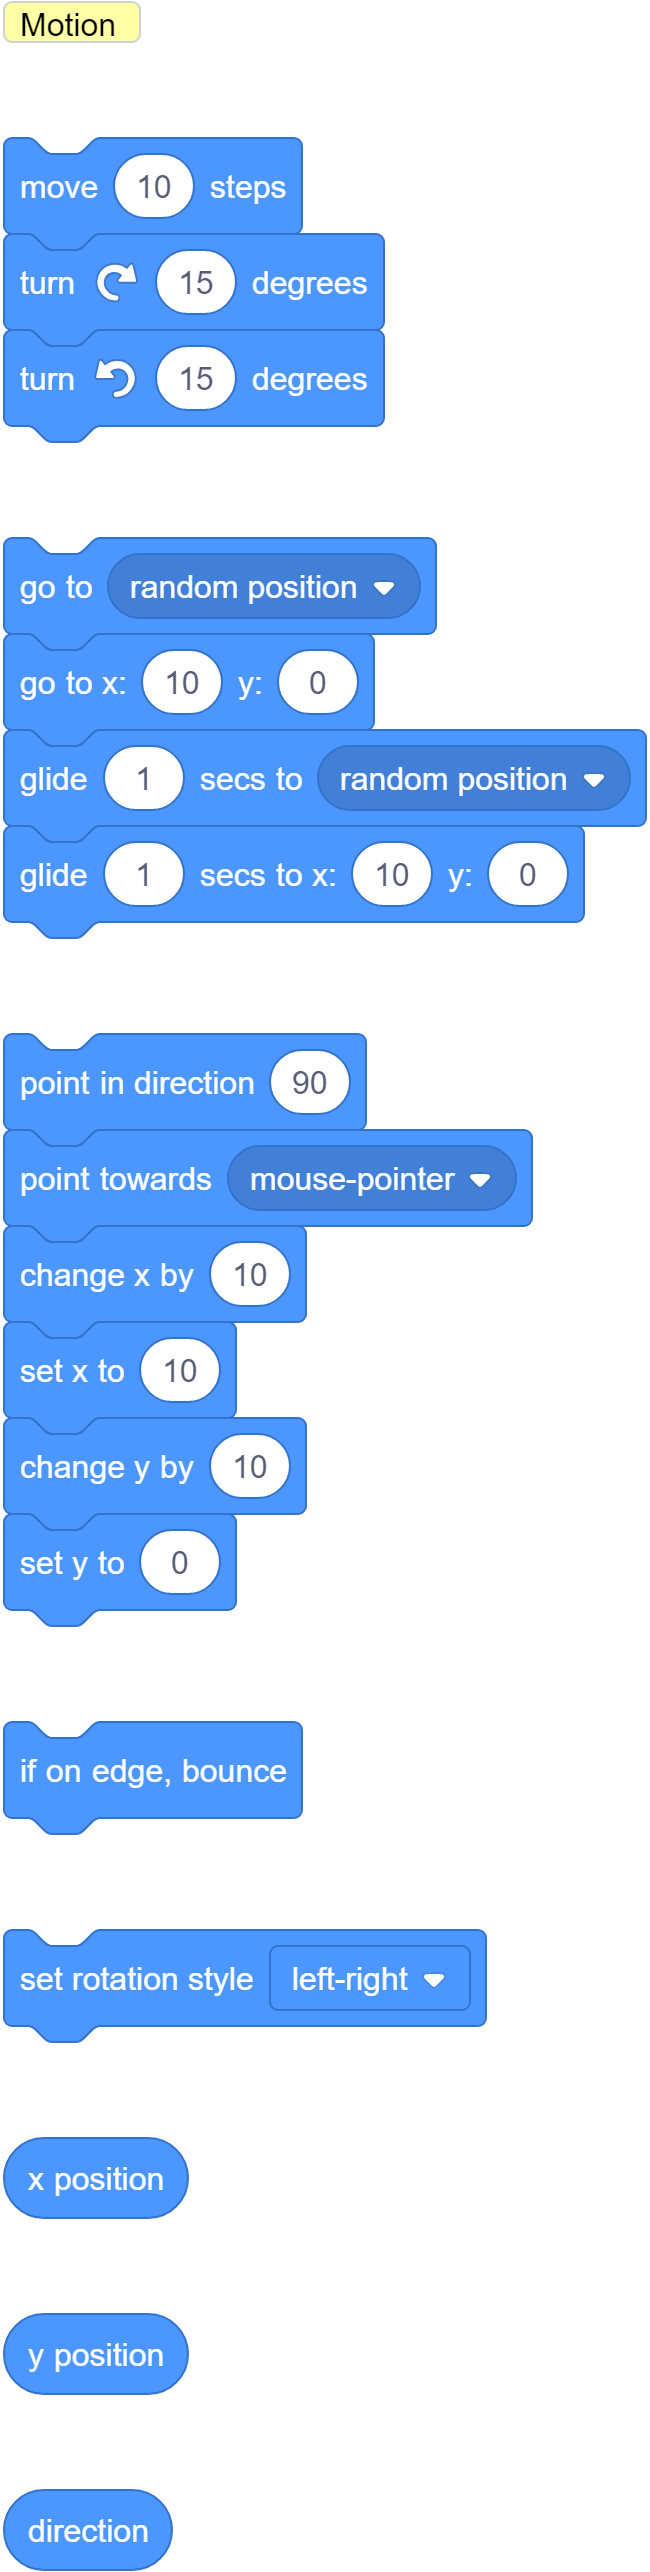 Motion
move 10 steps
turn 15 degrees
turn 15 degrees
go to random position
go to x: 10 y: 0
glide 1 secs to random position
glide 1 secs to x: 10 y: 0
point in direction 90
point towards mouse-pointer
change x by 10
set x to 10
change y by 10
set y to 0
if on edge, bounce
set rotation style left-right
x position
y position
direction